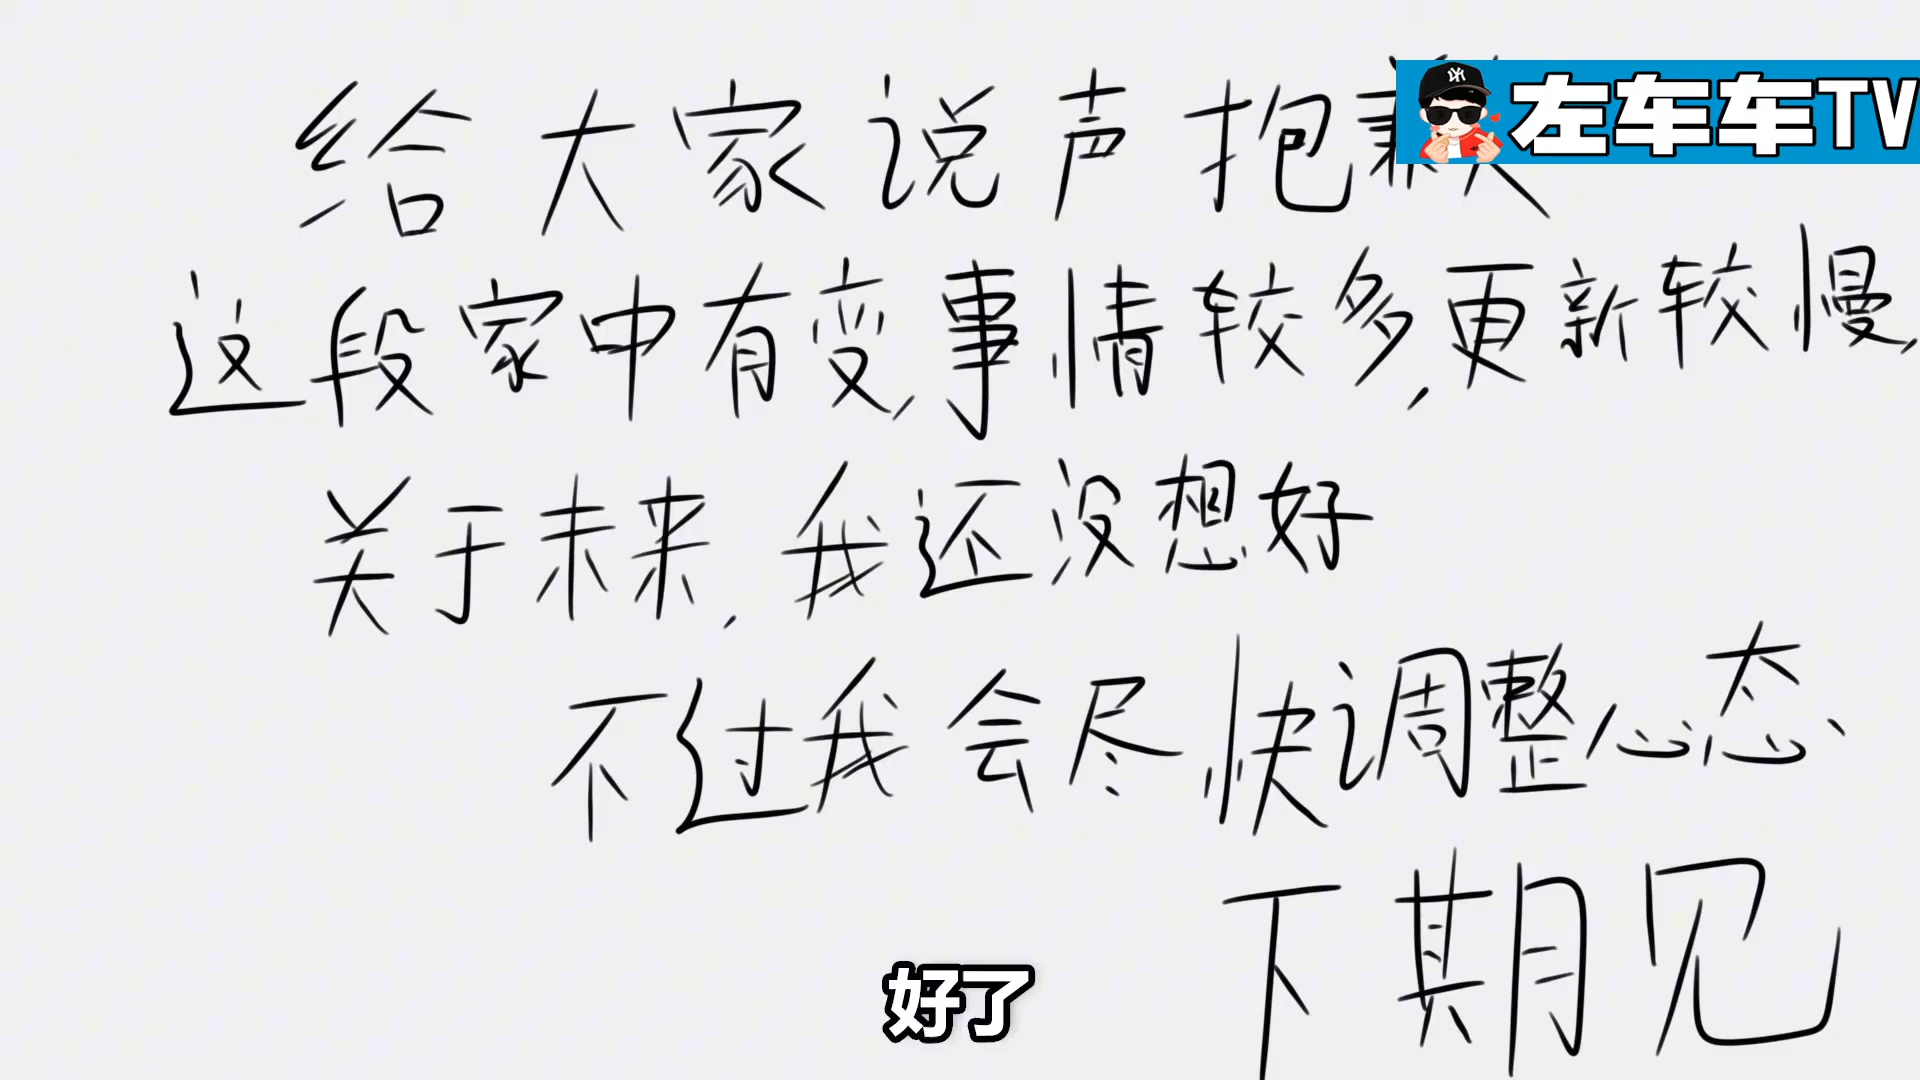 给大家说声抱歉
左车车TV
这段家中有变,事情较多,更新较慢,
关于未来,我还没想好
不过我会尽快调整心态
下期见
好了